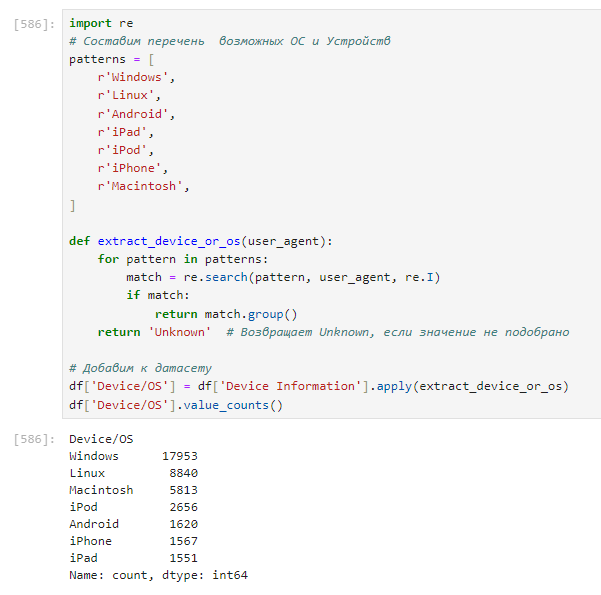 [586]: import re
# Составим перечень  возможных ОС и Устройств
patterns = [
    r'Windows',
    r'Linux',
    r'Android',
    r'iPad',
    r'iPod',
    r'iPhone',
    r'Macintosh',
]

def extract_device_or_os(user_agent):
    for pattern in patterns:
        match = re.search(pattern, user_agent, re.I)
        if match:
            return match.group()
    return 'Unknown'  # Возвращает Unknown, если значение не подобрано

# Добавим к датасету
df['Device/OS'] = df['Device Information'].apply(extract_device_or_os)
df['Device/OS'].value_counts()
[586]: Device/OS
Windows      17953
Linux         8840
Macintosh     5813
iPod          2656
Android       1620
iPhone        1567
iPad          1551
Name: count, dtype: int64